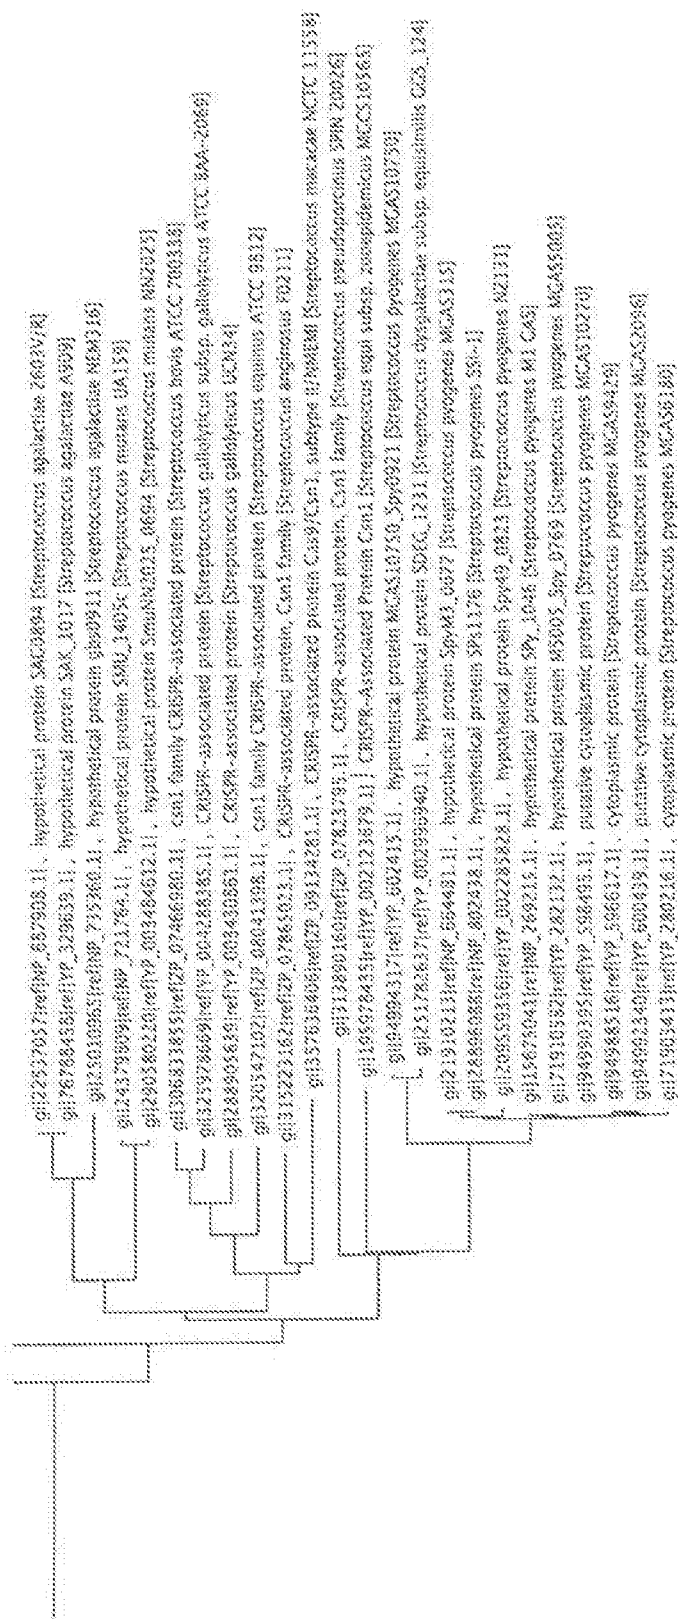 gi|22537057|ref|NP_687908.1|, hypothetical protein SAG0894 [Streptococcus agalactiae 2603V/R]
gi|76788458|ref|YP_329639.1|, hypothetical protein SAK_1017 [Streptococcus agalactiae A909]
gi|25010965|ref|NP_735360.1|, hypothetical protein gbs0911 [Streptococcus agalactiae NEM316]
gi|24379809|ref|NP_721764.1|, hypothetical protein SMU_1405c [Streptococcus mutans UA159]
gi|290580220|ref|YP_003484612.1|, hypothetical protein SmuNN2025_0694 [Streptococcus mutans NN2025]
gi|306831835|ref|ZP_07466980.1|, csn1 family CRISPR-associated protein [Streptococcus bovis ATCC 700338]
gi|325978669|ref|YP_004288385.1|, CRISPR-associated protein [Streptococcus gallolyticus subsp. gallolyticus ATCC BAA-2069]
gi|288905639|ref|YP_003430861.1|, CRISPR-associated protein [Streptococcus gallolyticus UCN34]
gi|320547102|ref|ZP_08041398.1|, csn1 family CRISPR-associated protein [Streptococcus equinus ATCC 9812]
gi|315223162|ref|ZP_07865023.1|, CRISPR-associated protein, Csn1 family [Streptococcus anginosus F0211]
gi|357636406|ref|ZP_09134281.1|, CRISPR-associated protein Cas9/Csn1, subtype II/NMEMI [Streptococcus macacae NCTC 11558]
gi|313890160|ref|ZP_07823795.1|, CRISPR-associated protein, Csn1 family [Streptococcus pseudoporcinus SPIN 20026]
gi|195978435|ref|YP_002123679.1|, CRISPR-Associated Protein Csn1 [Streptococcus equi subsp. zooepidemicus MGCS10565]
gi|94994317|ref|YP_602415.1|, hypothetical protein MGAS10750_Spy0921 [Streptococcus pyogenes MGAS10750]
gi|251782637|ref|YP_002996940.1|, hypothetical protein SDEG_1231 [Streptococcus dysgalactiae subsp. equisimilis GGS_124]
gi|21910213|ref|NP_664481.1|, hypothetical protein SpyM3_0677 [Streptococcus pyogenes MGAS315]
gi|28896088|ref|NP_802438.1|, hypothetical protein SPs1176 [Streptococcus pyogenes SSI-1]
gi|209559356|ref|YP_002285828.1|, hypothetical protein Spy49_0823 [Streptococcus pyogenes NZ131]
gi|15675041|ref|NP_269215.1|, hypothetical protein SPy_1046 [Streptococcus pyogenes M1 GAS]
gi|71910582|ref|YP_282132.1|, hypothetical protein M5005_Spy_0769 [Streptococcus pyogenes MGAS5005]
gi|94990395|ref|YP_598495.1|, putative cytoplasmic protein [Streptococcus pyogenes MGAS10270]
gi|94988516|ref|YP_596617.1|, cytoplasmic protein [Streptococcus pyogenes MGAS9429]
gi|94992340|ref|YP_600439.1|, putative cytoplasmic protein [Streptococcus pyogenes MGAS2096]
gi|71903413|ref|YP_280216.1|, cytoplasmic protein [Streptococcus pyogenes MGAS6180]